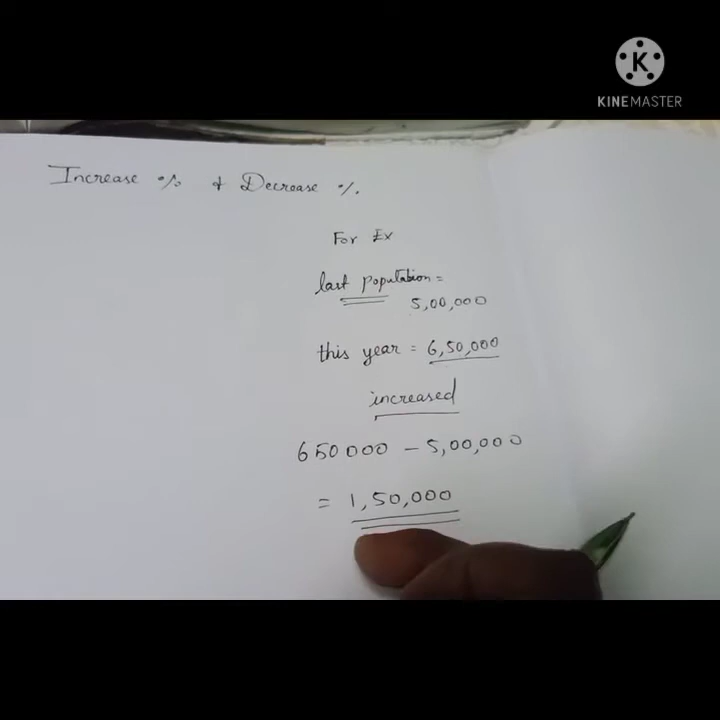 K
KINEMASTER
Increase % & Decrease %.
For Ex
last population =
5,00,000
this year = 6,50,000
increased
650000 - 5,00,000
= 1,50,000